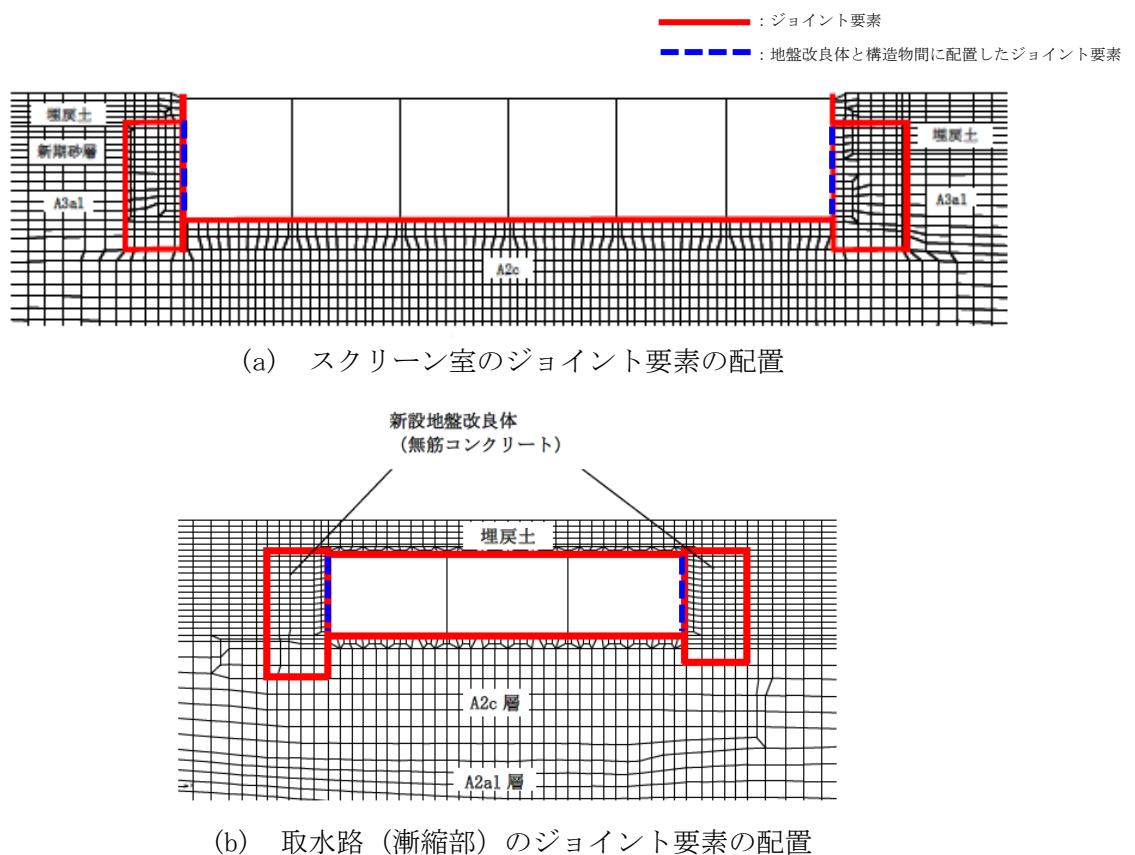 ：ジョイント要素
：地盤改良体と構造物間に配置したジョイント要素
埋戻土
新期砂層
A3a1
埋戻土
A3a1
A2c
(a) スクリーン室のジョイント要素の配置
新設地盤改良体
（無筋コンクリート）
埋戻土
A2c 層
A2a1 層
(b) 取水路（漸縮部）のジョイント要素の配置